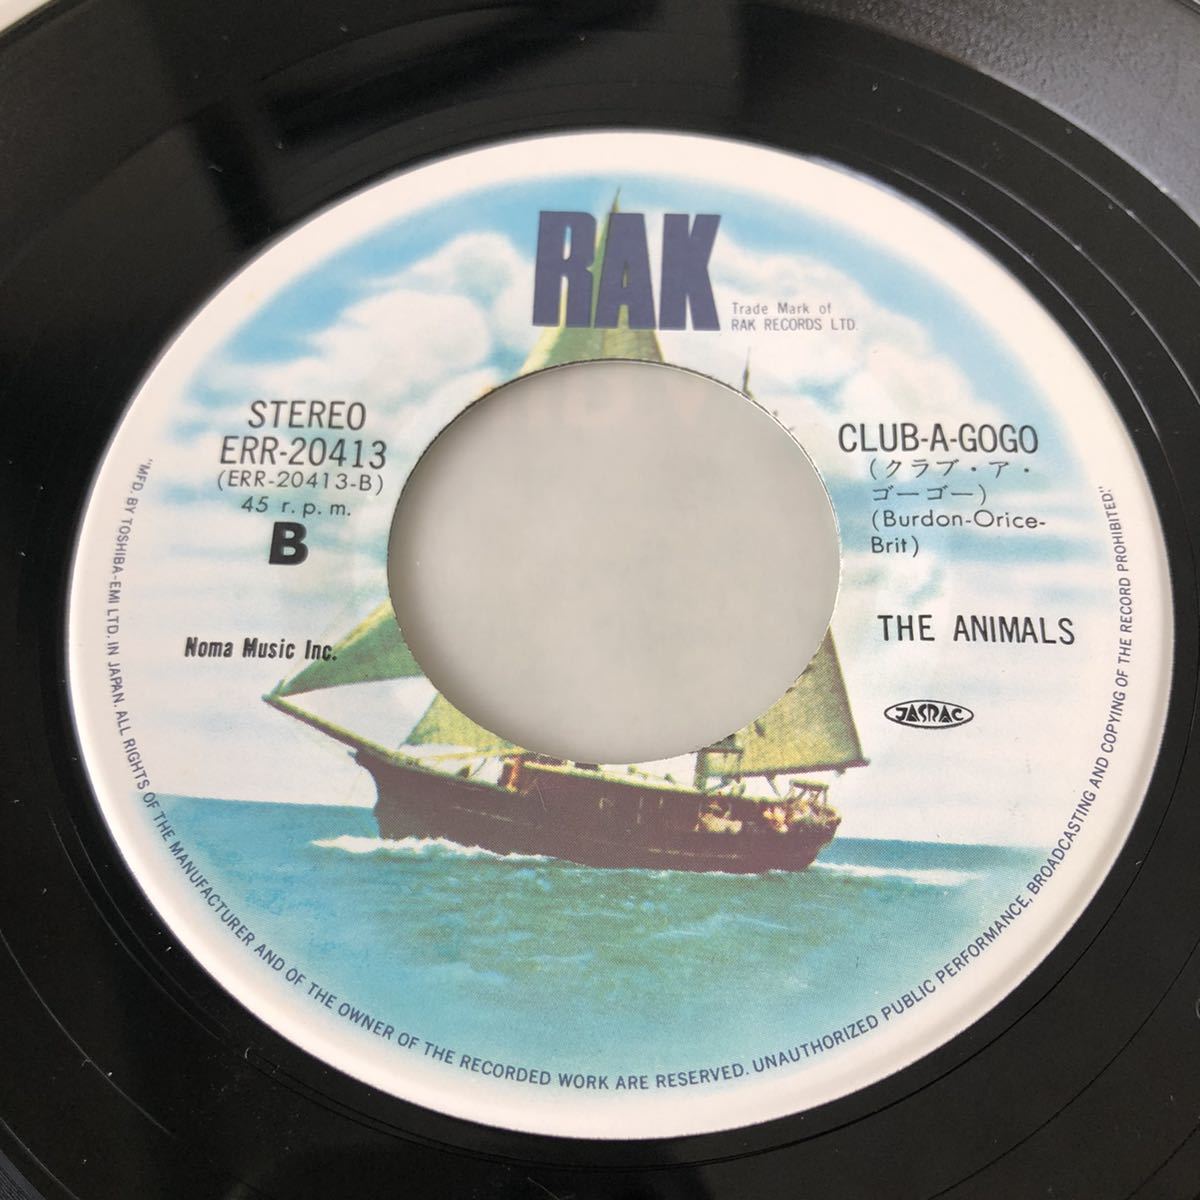 RAK
Trade Mark of
RAK RECORDS LTD.
STEREO
ERR-20413
(ERR-20413-B)
45 r.p.m.
B
Noma Music Inc.
CLUB-A-GOGO
(クラブ・ア・
ゴーゴー)
(Burdon-Orice-
Brit)
THE ANIMALS
JASRAC
"MFD. BY TOSHIBA-EMI LTD. IN JAPAN. ALL RIGHTS OF THE MANUFACTURER AND OF THE OWNER OF THE RECORDED WORK ARE RESERVED. UNAUTHORIZED PUBLIC PERFORMANCE, BROADCASTING AND COPYING OF THE RECORD PROHIBITED."